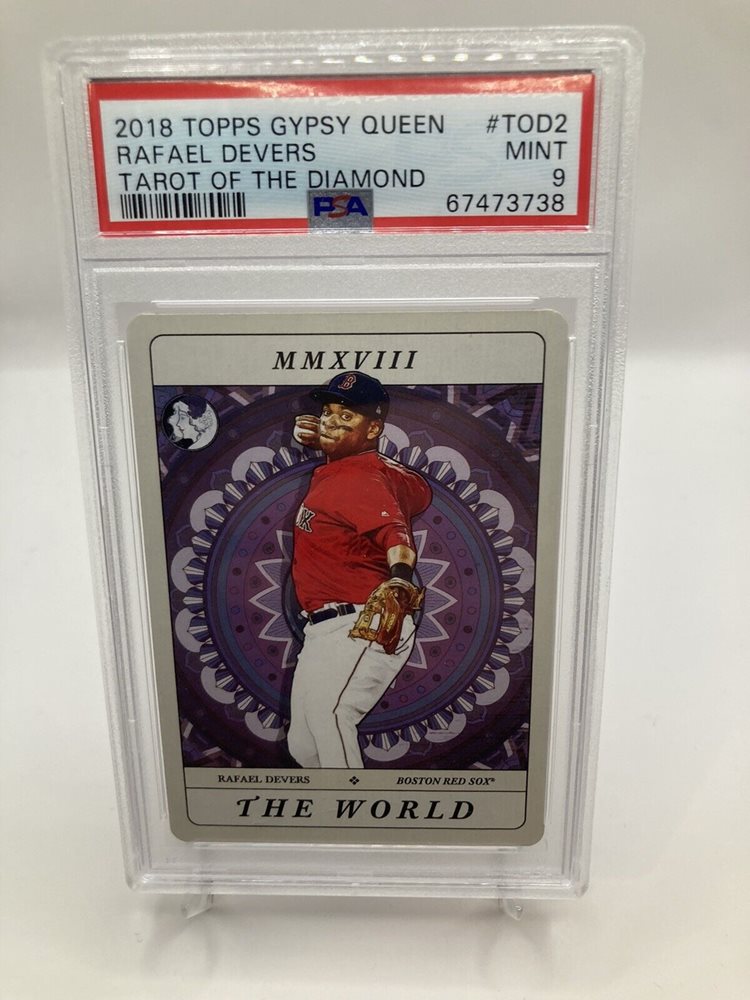 2018 TOPPS GYPSY QUEEN #TOD2
RAFAEL DEVERS MINT
TAROT OF THE DIAMOND 9
PSA 67473738
MMXVIII
B
X
RAFAEL DEVERS BOSTON RED SOX®
THE WORLD